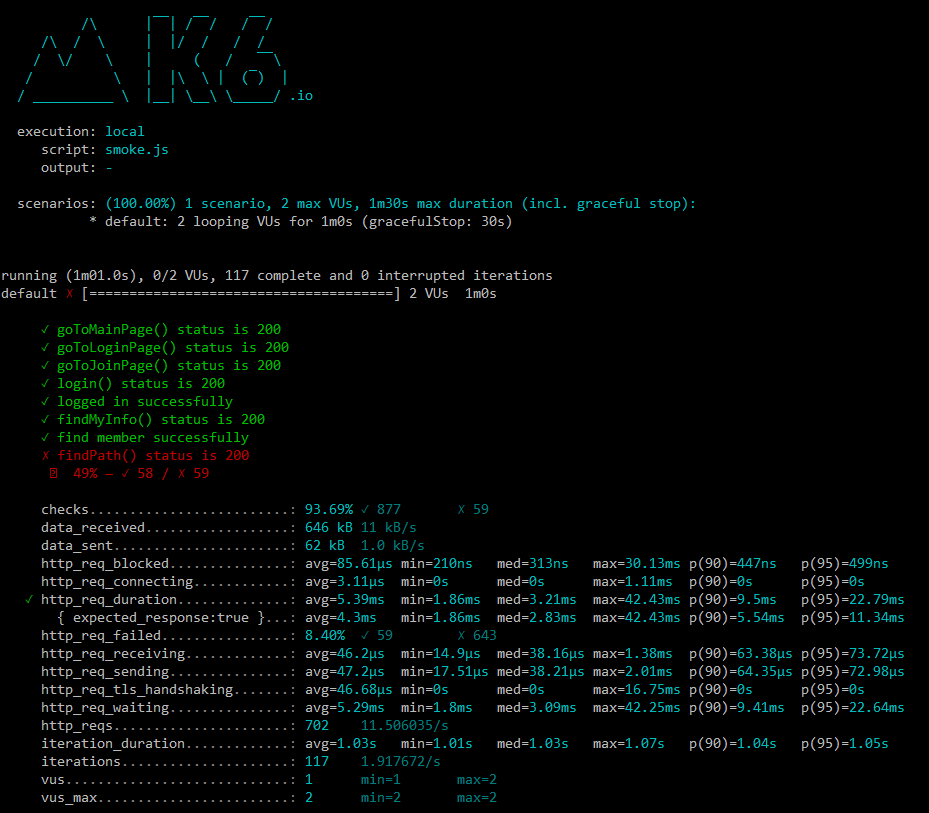 K6 .io
execution: local
script: smoke.js
output: -
scenarios: (100.00%) 1 scenario, 2 max VUs, 1m30s max duration (incl. graceful stop):
* default: 2 looping VUs for 1m0s (gracefulStop: 30s)
running (1m01.0s), 0/2 VUs, 117 complete and 0 interrupted iterations
default ✗ [======================================] 2 VUs  1m0s
✓ goToMainPage() status is 200
✓ goToLoginPage() status is 200
✓ goToJoinPage() status is 200
✓ login() status is 200
✓ logged in successfully
✓ findMyInfo() status is 200
✓ find member successfully
✗ findPath() status is 200
49% — ✓ 58 / ✗ 59
checks.........................: 93.69% ✓ 877 ✗ 59
data_received..................: 646 kB 11 kB/s
data_sent......................: 62 kB 1.0 kB/s
http_req_blocked...............: avg=85.61µs min=210ns med=313ns max=30.13ms p(90)=447ns p(95)=499ns
http_req_connecting............: avg=3.11µs min=0s med=0s max=1.11ms p(90)=0s p(95)=0s
✓ http_req_duration..............: avg=5.39ms min=1.86ms med=3.21ms max=42.43ms p(90)=9.5ms p(95)=22.79ms
{ expected_response:true }...: avg=4.3ms min=1.86ms med=2.83ms max=42.43ms p(90)=5.54ms p(95)=11.34ms
http_req_failed................: 8.40% ✓ 59 ✗ 643
http_req_receiving.............: avg=46.2µs min=14.9µs med=38.16µs max=1.38ms p(90)=63.38µs p(95)=73.72µs
http_req_sending...............: avg=47.2µs min=17.51µs med=38.21µs max=2.01ms p(90)=64.35µs p(95)=72.98µs
http_req_tls_handshaking.......: avg=46.68µs min=0s med=0s max=16.75ms p(90)=0s p(95)=0s
http_req_waiting...............: avg=5.29ms min=1.8ms med=3.09ms max=42.25ms p(90)=9.41ms p(95)=22.64ms
http_reqs......................: 702 11.506035/s
iteration_duration.............: avg=1.03s min=1.01s med=1.03s max=1.07s p(90)=1.04s p(95)=1.05s
iterations.....................: 117 1.917672/s
vus............................: 1 min=1 max=2
vus_max........................: 2 min=2 max=2